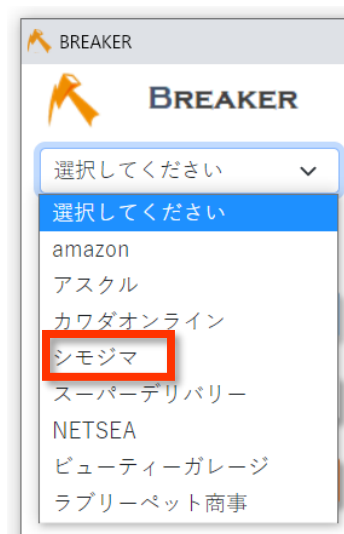 BREAKER
BREAKER
選択してください
選択してください
amazon
アスクル
カワダオンライン
シモジマ
スーパーデリバリー
NETSEA
ビューティーガレージ
ラブリーペット商事